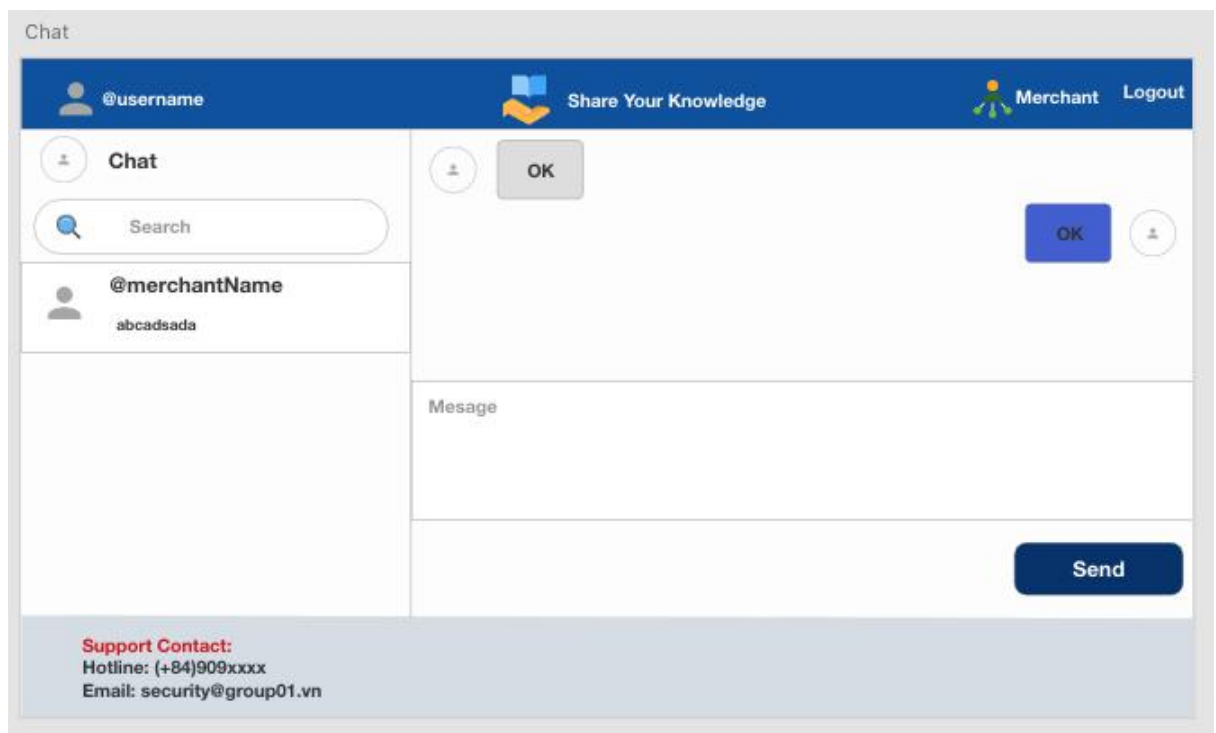 Chat
@username
Share Your Knowledge
Merchant
Logout
Chat
Search
@merchantName
abcadsada
OK
OK
Mesage
Send
Support Contact:
Hotline: (+84)909xxxx
Email: security@group01.vn